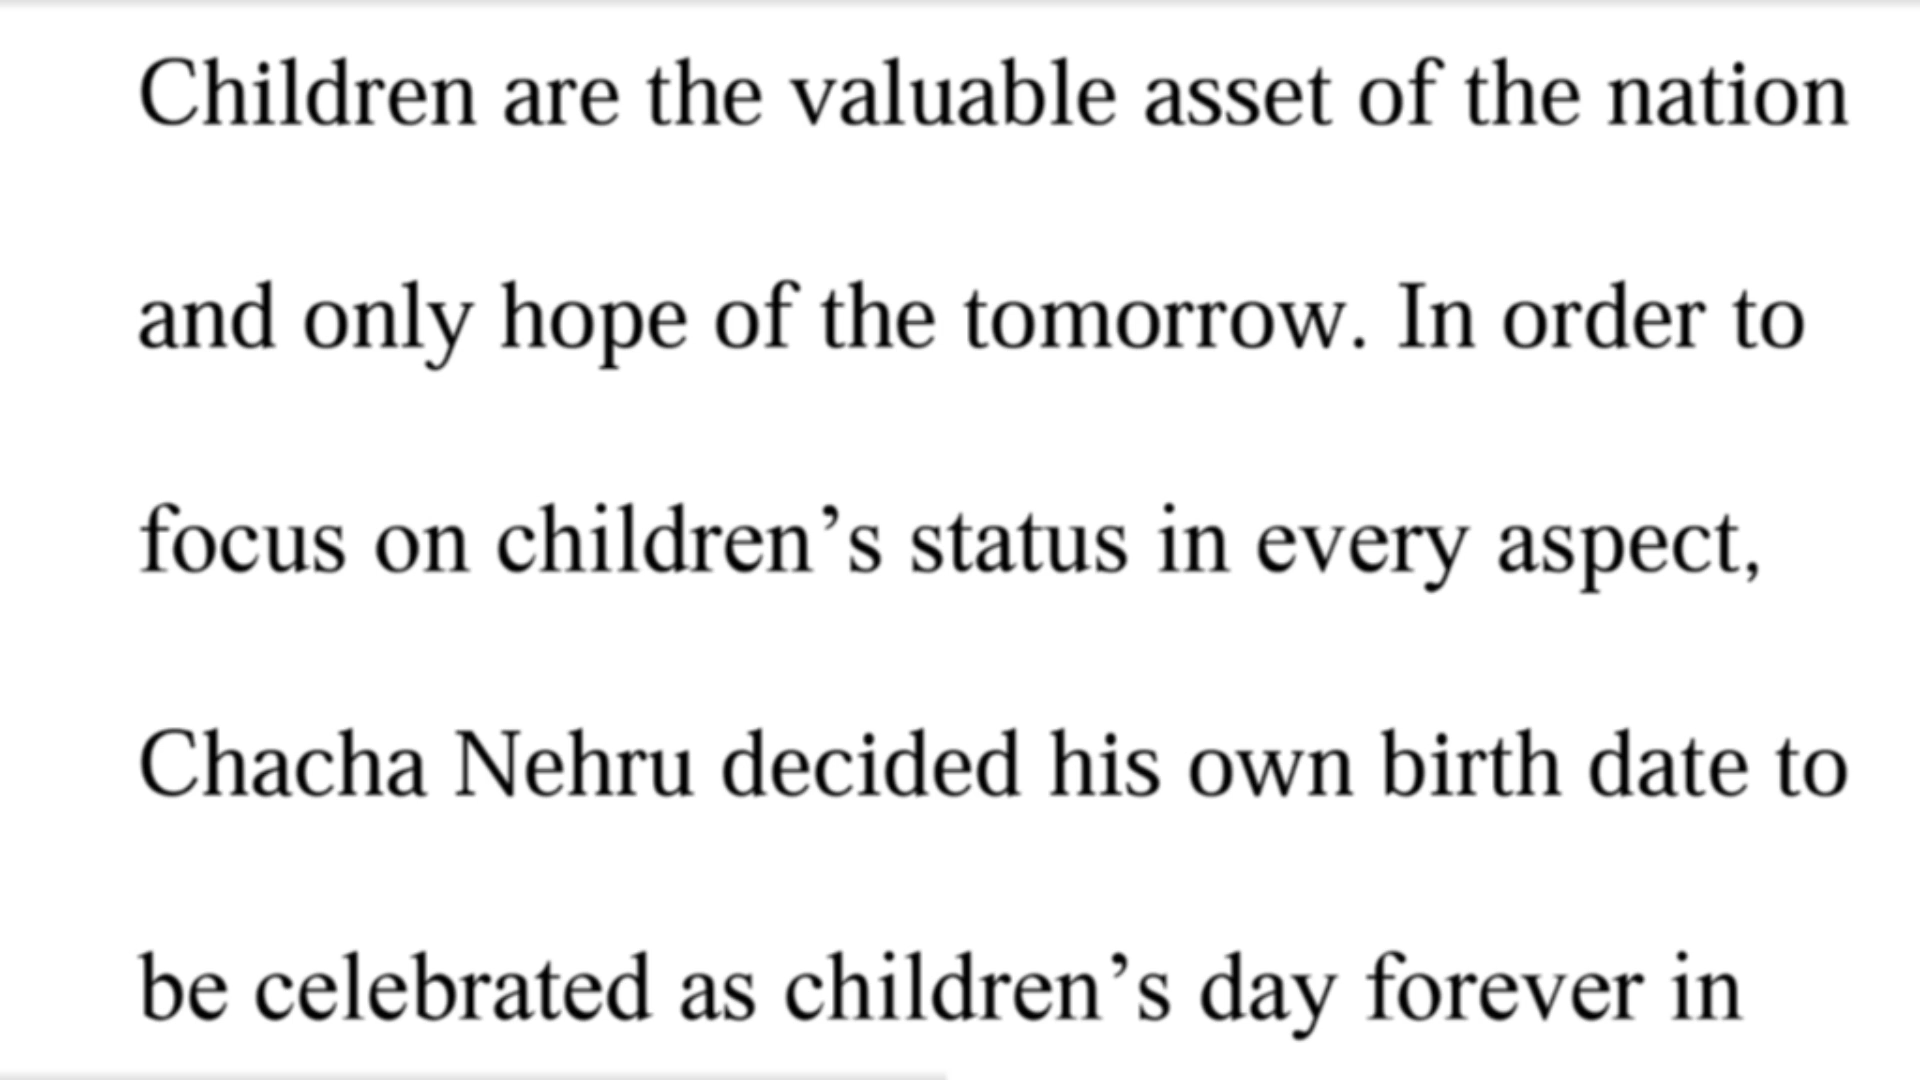 Children are the valuable asset of the nation
and only hope of the tomorrow. In order to
focus on children’s status in every aspect,
Chacha Nehru decided his own birth date to
be celebrated as children’s day forever in